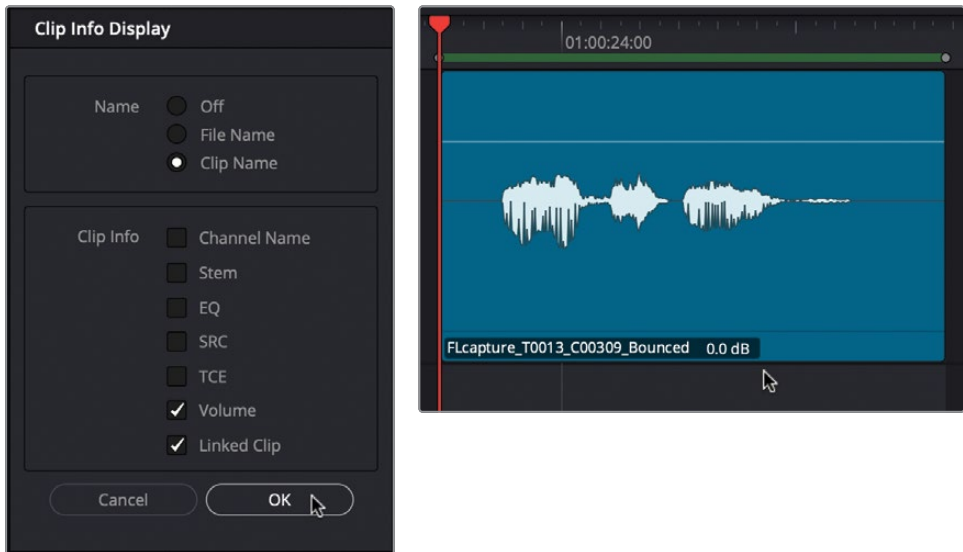 Clip Info Display
Name
Off
File Name
Clip Name
Clip Info
Channel Name
Stem
EQ
SRC
TCE
Volume
Linked Clip
Cancel
OK
01:00:24:00
FLcapture_T0013_C00309_Bounced 0.0 dB